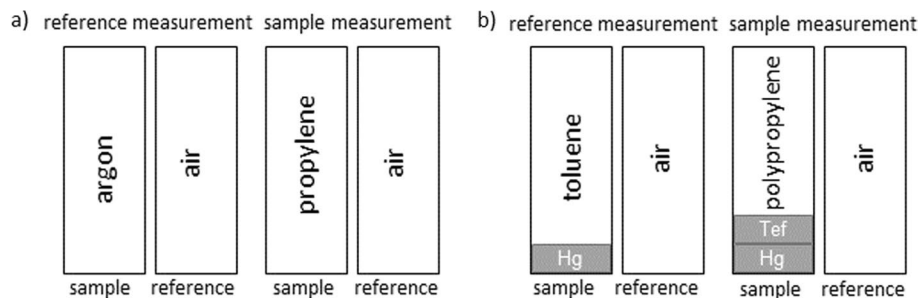 a) reference measurement sample measurement
argon
air
propylene
air
sample reference sample reference
b) reference measurement sample measurement
toluene
Hg
air
polypropylene
Tef
Hg
air
sample reference sample reference